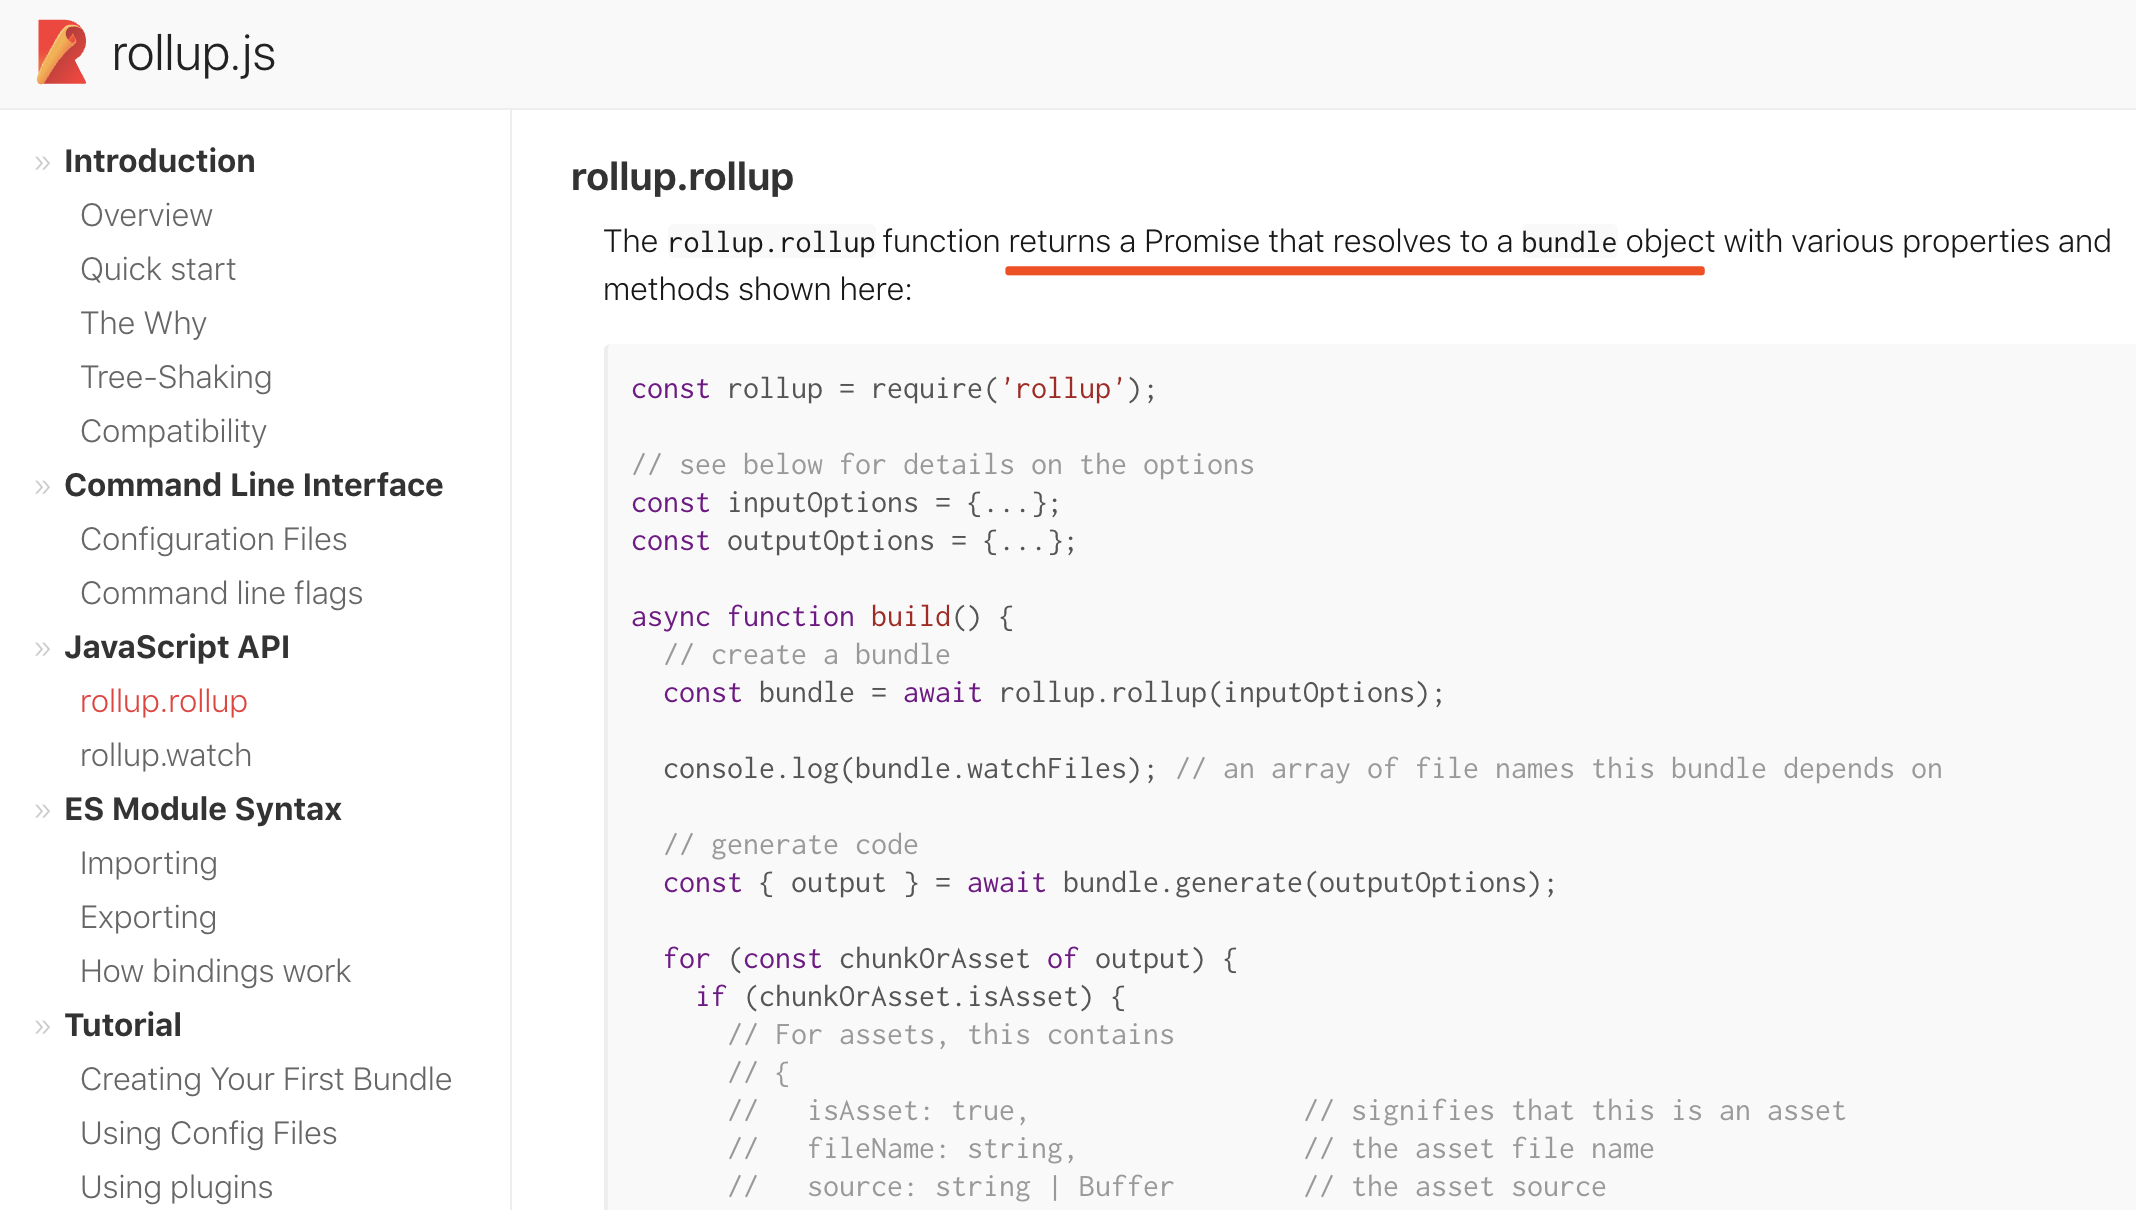 rollup.js
» Introduction
Overview
Quick start
The Why
Tree-Shaking
Compatibility
» Command Line Interface
Configuration Files
Command line flags
» JavaScript API
rollup.rollup
rollup.watch
» ES Module Syntax
Importing
Exporting
How bindings work
» Tutorial
Creating Your First Bundle
Using Config Files
Using plugins
rollup.rollup
The rollup.rollup function returns a Promise that resolves to a bundle object with various properties and
methods shown here:
const rollup = require('rollup');
// see below for details on the options
const inputOptions = {...};
const outputOptions = {...};
async function build() {
// create a bundle
const bundle = await rollup.rollup(inputOptions);
console.log(bundle.watchFiles); // an array of file names this bundle depends on
// generate code
const { output } = await bundle.generate(outputOptions);
for (const chunkOrAsset of output) {
if (chunkOrAsset.isAsset) {
// For assets, this contains
// {
//   isAsset: true,                 // signifies that this is an asset
//   fileName: string,              // the asset file name
//   source: string | Buffer        // the asset source